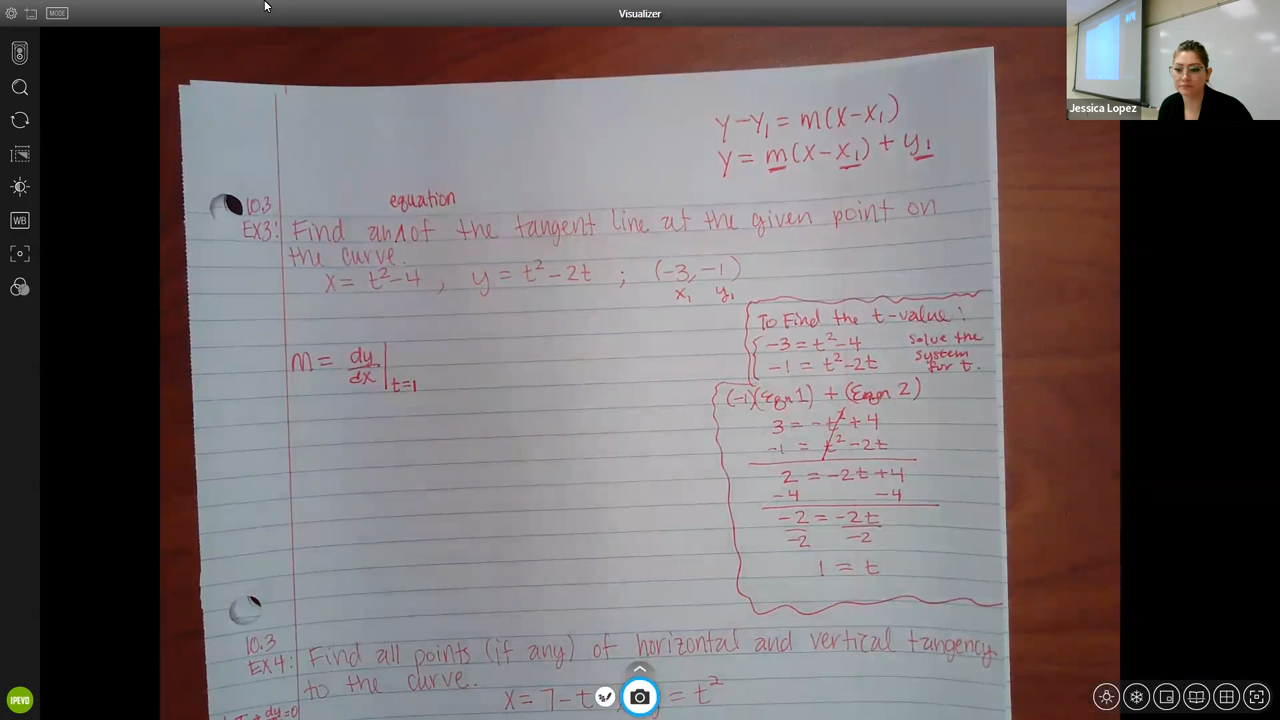 MODE
Visualizer
Jessica Lopez
y-y₁ = m(x-x₁)
y = m(x-x₁) + y₁
10.3
equation
EX3: Find an of the tangent line at the given point on
the curve.
x = t²-4 , y = t²-2t ; (-3,-1)
x₁ y₁
To Find the t-value:
-3 = t²-4
-1 = t²-2t
solve the
system
for t.
(-1)(Eqn 1) + (Eqn 2)
3 = -t²+4
-1 = t²-2t
2 = -2t+4
-4 -4
-2 = -2t
-2 -2
1 = t
m = dy/dx |t=1
10.3
EX4: Find all points (if any) of horizontal and vertical tangency
to the curve.
x = 7-t = t²
dy=0
WB
IPEVO